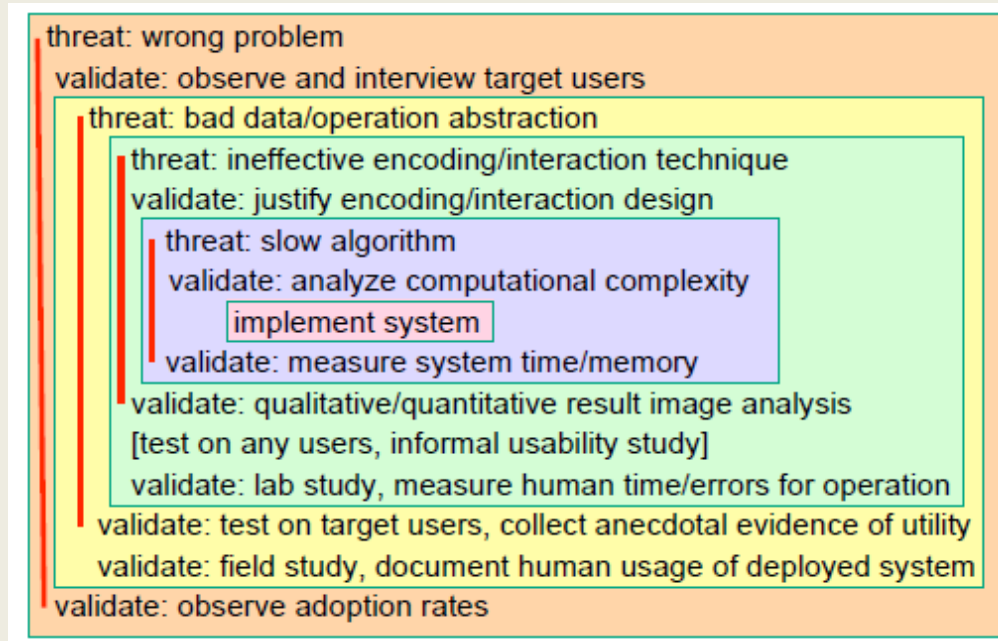 threat: wrong problem
validate: observe and interview target users
threat: bad data/operation abstraction
threat: ineffective encoding/interaction technique
validate: justify encoding/interaction design
threat: slow algorithm
validate: analyze computational complexity
implement system
validate: measure system time/memory
validate: qualitative/quantitative result image analysis
[test on any users, informal usability study]
validate: lab study, measure human time/errors for operation
validate: test on target users, collect anecdotal evidence of utility
validate: field study, document human usage of deployed system
validate: observe adoption rates